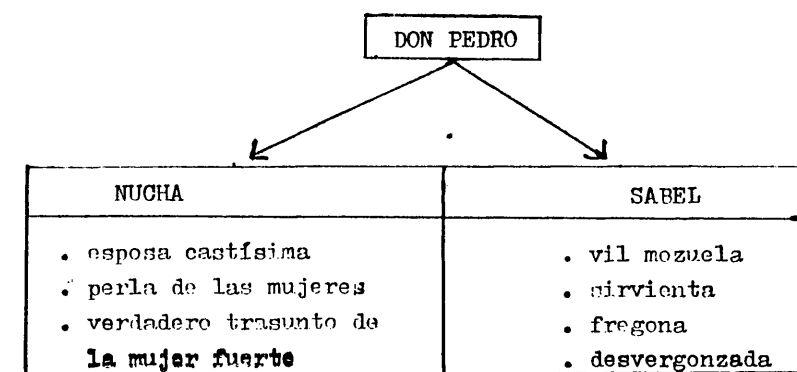 DON PEDRO
NUCHA
. esposa castísima
. perla de las mujeres
. verdadero trasunto de
la mujer fuerte
SABEL
. vil mozuela
. sirvienta
. fregona
. desvergonzada